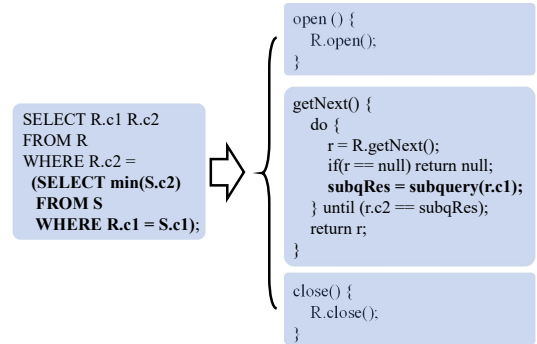 SELECT R.c1 R.c2
FROM R
WHERE R.c2 =
(SELECT min(S.c2)
FROM S
WHERE R.c1 = S.c1);
open () {
R.open();
}
getNext() {
do {
r = R.getNext();
if(r == null) return null;
subqRes = subquery(r.c1);
} until (r.c2 == subqRes);
return r;
}
close() {
R.close();
}